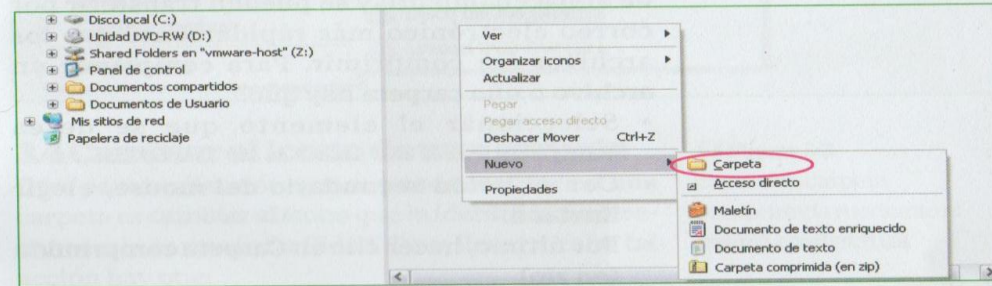 Disco local (C:)
Unidad DVD-RW (D:)
Shared Folders en "vmware-host" (Z:)
Panel de control
Documentos compartidos
Documentos de Usuario
Mis sitios de red
Papelera de reciclaje
Ver
Organizar iconos
Actualizar
Pegar
Pegar acceso directo
Deshacer Mover Ctrl-Z
Nuevo
Propiedades
Carpeta
Acceso directo
Maletín
Documento de texto enriquecido
Documento de texto
Carpeta comprimida (en zip)